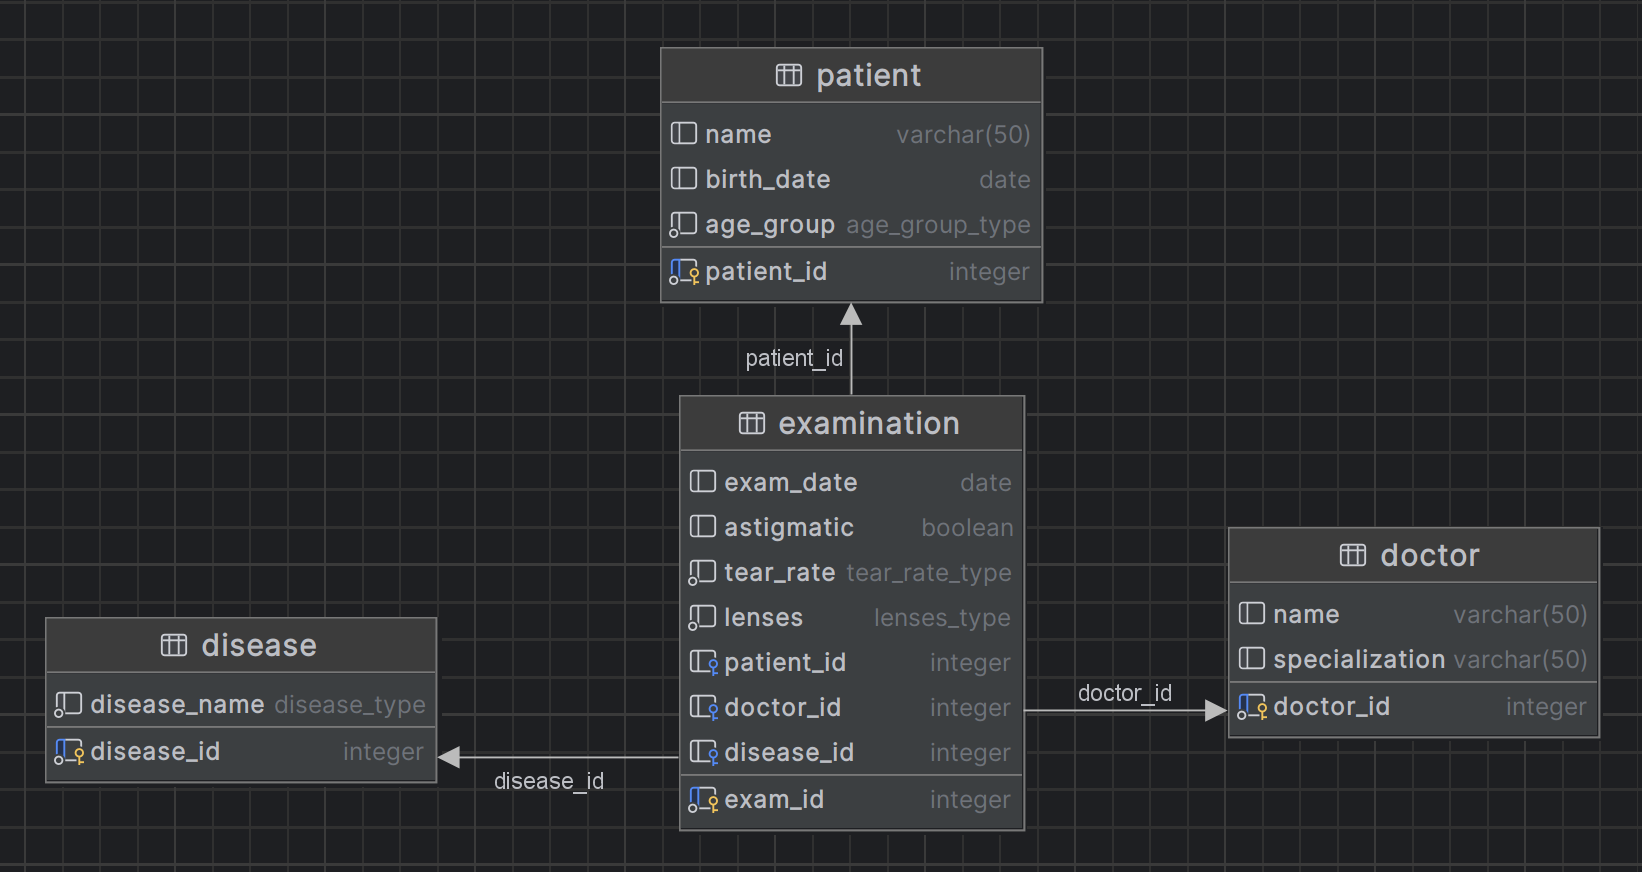 patient
name varchar(50)
birth_date date
age_group age_group_type
patient_id integer
patient_id
examination
exam_date date
astigmatic boolean
tear_rate tear_rate_type
lenses lenses_type
patient_id integer
doctor_id integer
disease_id integer
exam_id integer
doctor_id
doctor
name varchar(50)
specialization varchar(50)
doctor_id integer
disease_id
disease
disease_name disease_type
disease_id integer